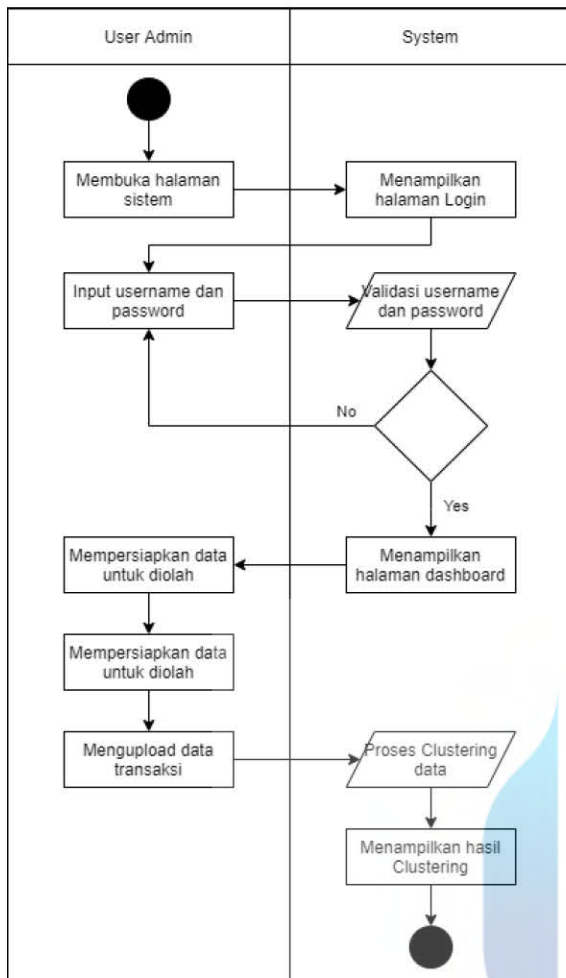 User Admin
System
Membuka halaman
sistem
Menampilkan
halaman Login
Input username dan
password
Validasi username
dan password
No
Yes
Mempersiapkan data
untuk diolah
Menampilkan
halaman dashboard
Mempersiapkan data
untuk diolah
Mengupload data
transaksi
Proses Clustering
data
Menampilkan hasil
Clustering